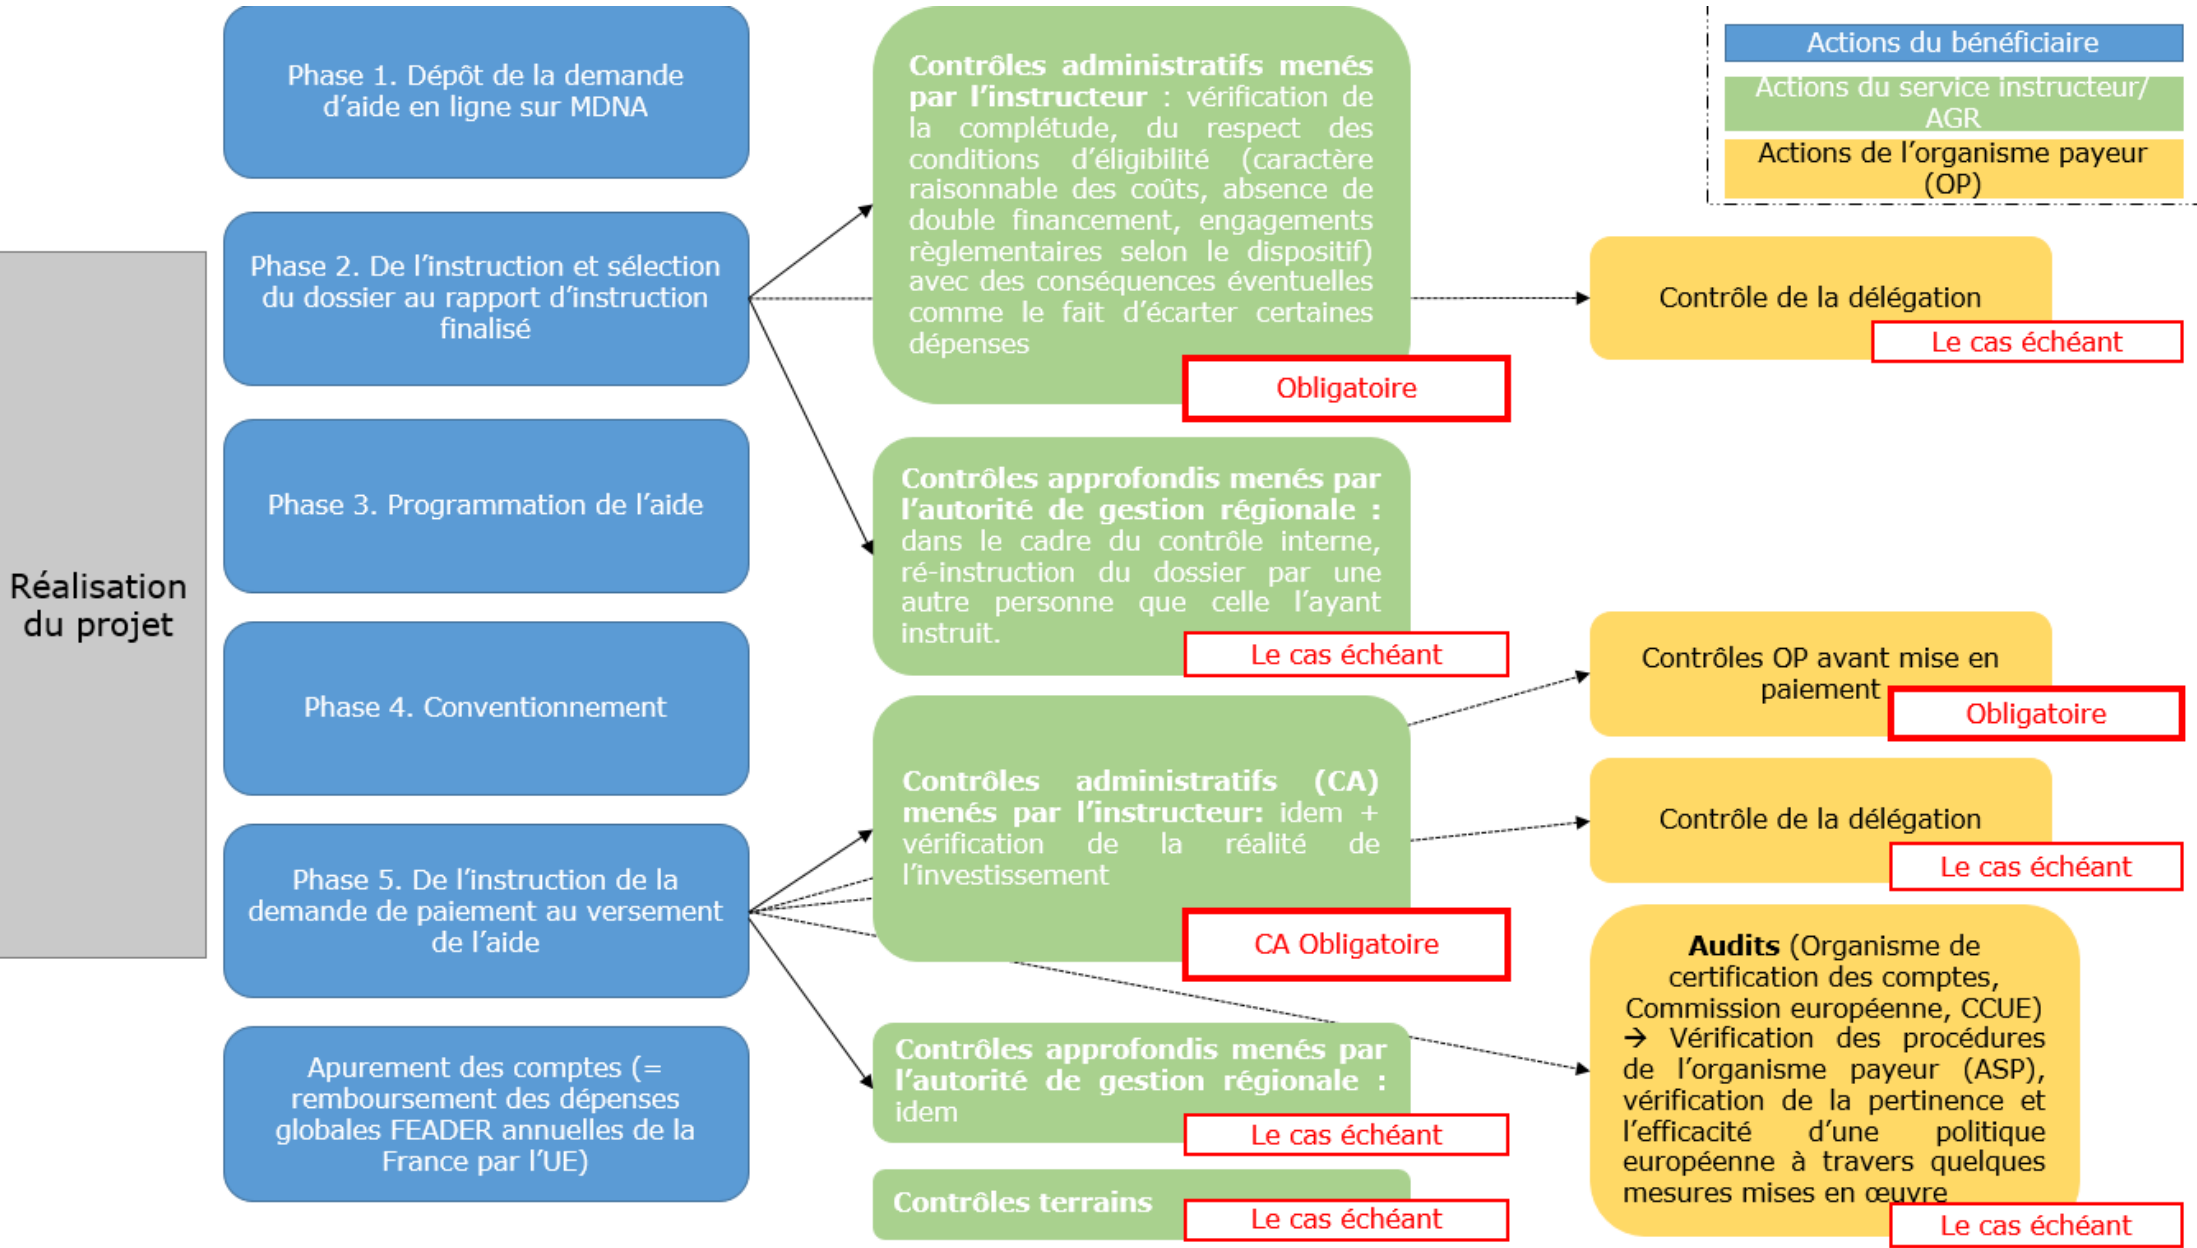 Réalisation
du projet
Phase 1. Dépôt de la demande
d’aide en ligne sur MDNA
Phase 2. De l’instruction et sélection
du dossier au rapport d’instruction
finalisé
Phase 3. Programmation de l’aide
Phase 4. Conventionnement
Phase 5. De l’instruction de la
demande de paiement au versement
de l’aide
Apurement des comptes (=
remboursement des dépenses
globales FEADER annuelles de la
France par l’UE)
Contrôles administratifs menés
par l’instructeur : vérification de
la complétude, du respect des
conditions d’éligibilité (caractère
raisonnable des coûts, absence de
double financement, engagements
règlementaires selon le dispositif)
avec des conséquences éventuelles
comme le fait d’écarter certaines
dépenses
Obligatoire
Contrôles approfondis menés par
l’autorité de gestion régionale :
dans le cadre du contrôle interne,
ré-instruction du dossier par une
autre personne que celle l’ayant
instruit.
Le cas échéant
Contrôles administratifs (CA)
menés par l’instructeur: idem +
vérification de la réalité de
l’investissement
CA Obligatoire
Contrôles approfondis menés par
l’autorité de gestion régionale :
idem
Le cas échéant
Contrôles terrains
Le cas échéant
Actions du bénéficiaire
Actions du service instructeur/
AGR
Actions de l’organisme payeur
(OP)
Contrôle de la délégation
Le cas échéant
Contrôles OP avant mise en
paiement
Obligatoire
Contrôle de la délégation
Le cas échéant
Audits (Organisme de
certification des comptes,
Commission européenne, CCUE)
→ Vérification des procédures
de l’organisme payeur (ASP),
vérification de la pertinence et
l’efficacité d’une politique
européenne à travers quelques
mesures mises en œuvre
Le cas échéant